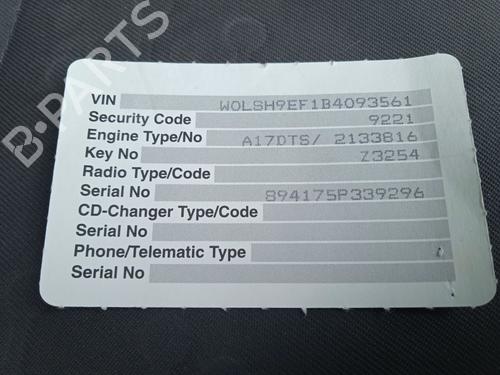 B-PARTS
VIN W0LSH9EF1B4093561
Security Code 9221
Engine Type/No A17DTS/ 2133816
Key No Z3254
Radio Type/Code
Serial No 894175P339296
CD-Changer Type/Code
Serial No
Phone/Telematic Type
Serial No